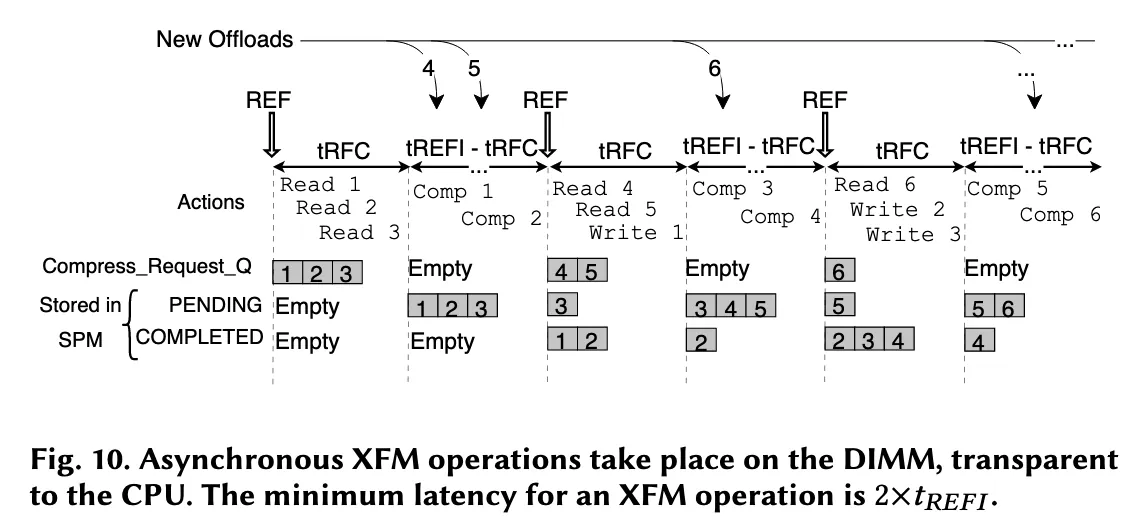 New Offloads ...
4 5 6 ...
REF REF REF
tRFC tREFI - tRFC tRFC tREFI - tRFC tRFC tREFI - tRFC
... ... ...
Actions
Read 1 Comp 1 Read 4 Comp 3 Read 6 Comp 5
Read 2 Comp 2 Read 5 Comp 4 Write 2 Comp 6
Read 3 Write 1 Write 3
Compress_Request_Q 1 2 3 Empty 4 5 Empty 6 Empty
Stored in PENDING Empty 1 2 3 3 3 4 5 5 5 6
SPM COMPLETED Empty Empty 1 2 2 2 3 4 4
Fig. 10. Asynchronous XFM operations take place on the DIMM, transparent
to the CPU. The minimum latency for an XFM operation is 2×tREFI.